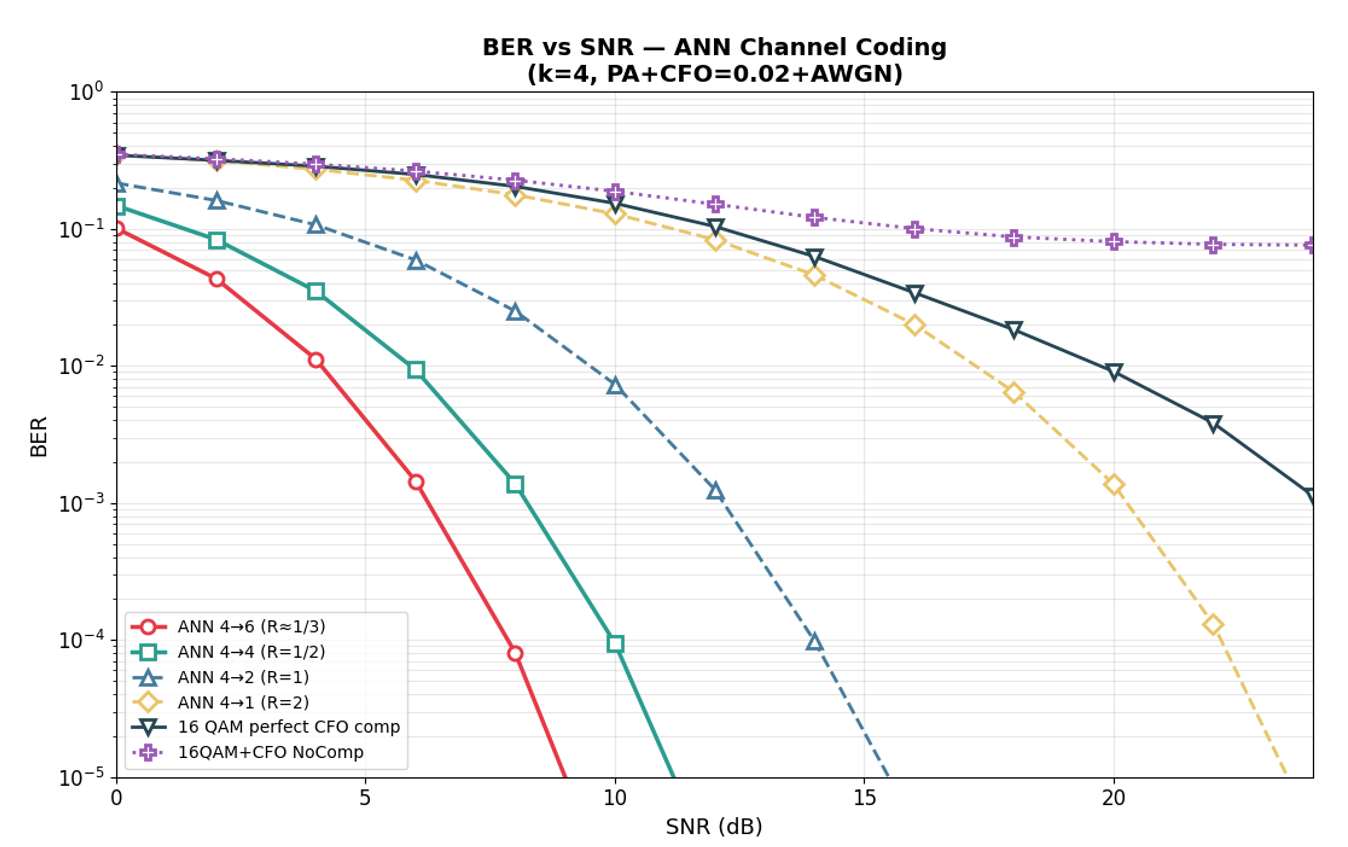 BER vs SNR — ANN Channel Coding
(k=4, PA+CFO=0.02+AWGN)
BER
10⁰
10⁻¹
10⁻²
10⁻³
10⁻⁴
10⁻⁵
ANN 4→6 (R≈1/3)
ANN 4→4 (R=1/2)
ANN 4→2 (R=1)
ANN 4→1 (R=2)
16 QAM perfect CFO comp
16QAM+CFO NoComp
0 5 10 15 20
SNR (dB)